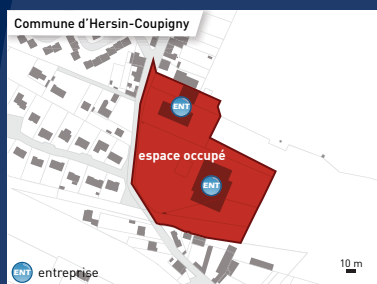 Commune d'Hersin-Coupigny
ENT
espace occupé
ENT
10 m
ENT entreprise